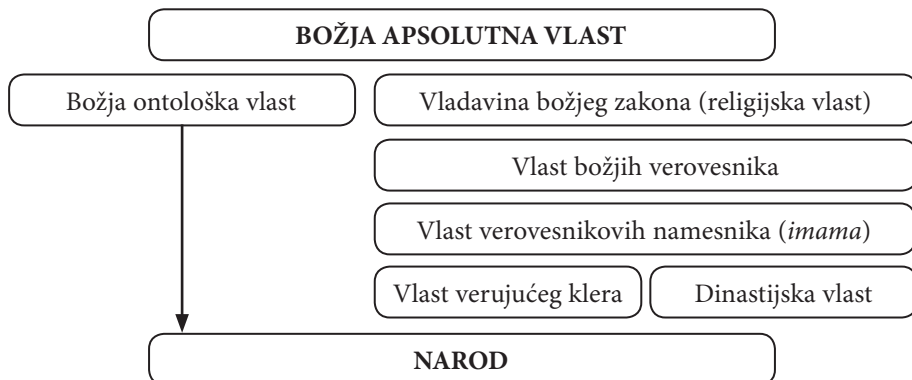 BOŽJA APSOLUTNA VLAST
Božja ontološka vlast
Vladavina božjeg zakona (religijska vlast)
Vlast božjih verovesnika
Vlast verovesnikovih namesnika (imama)
Vlast verujućeg klera
Dinastijska vlast
NAROD